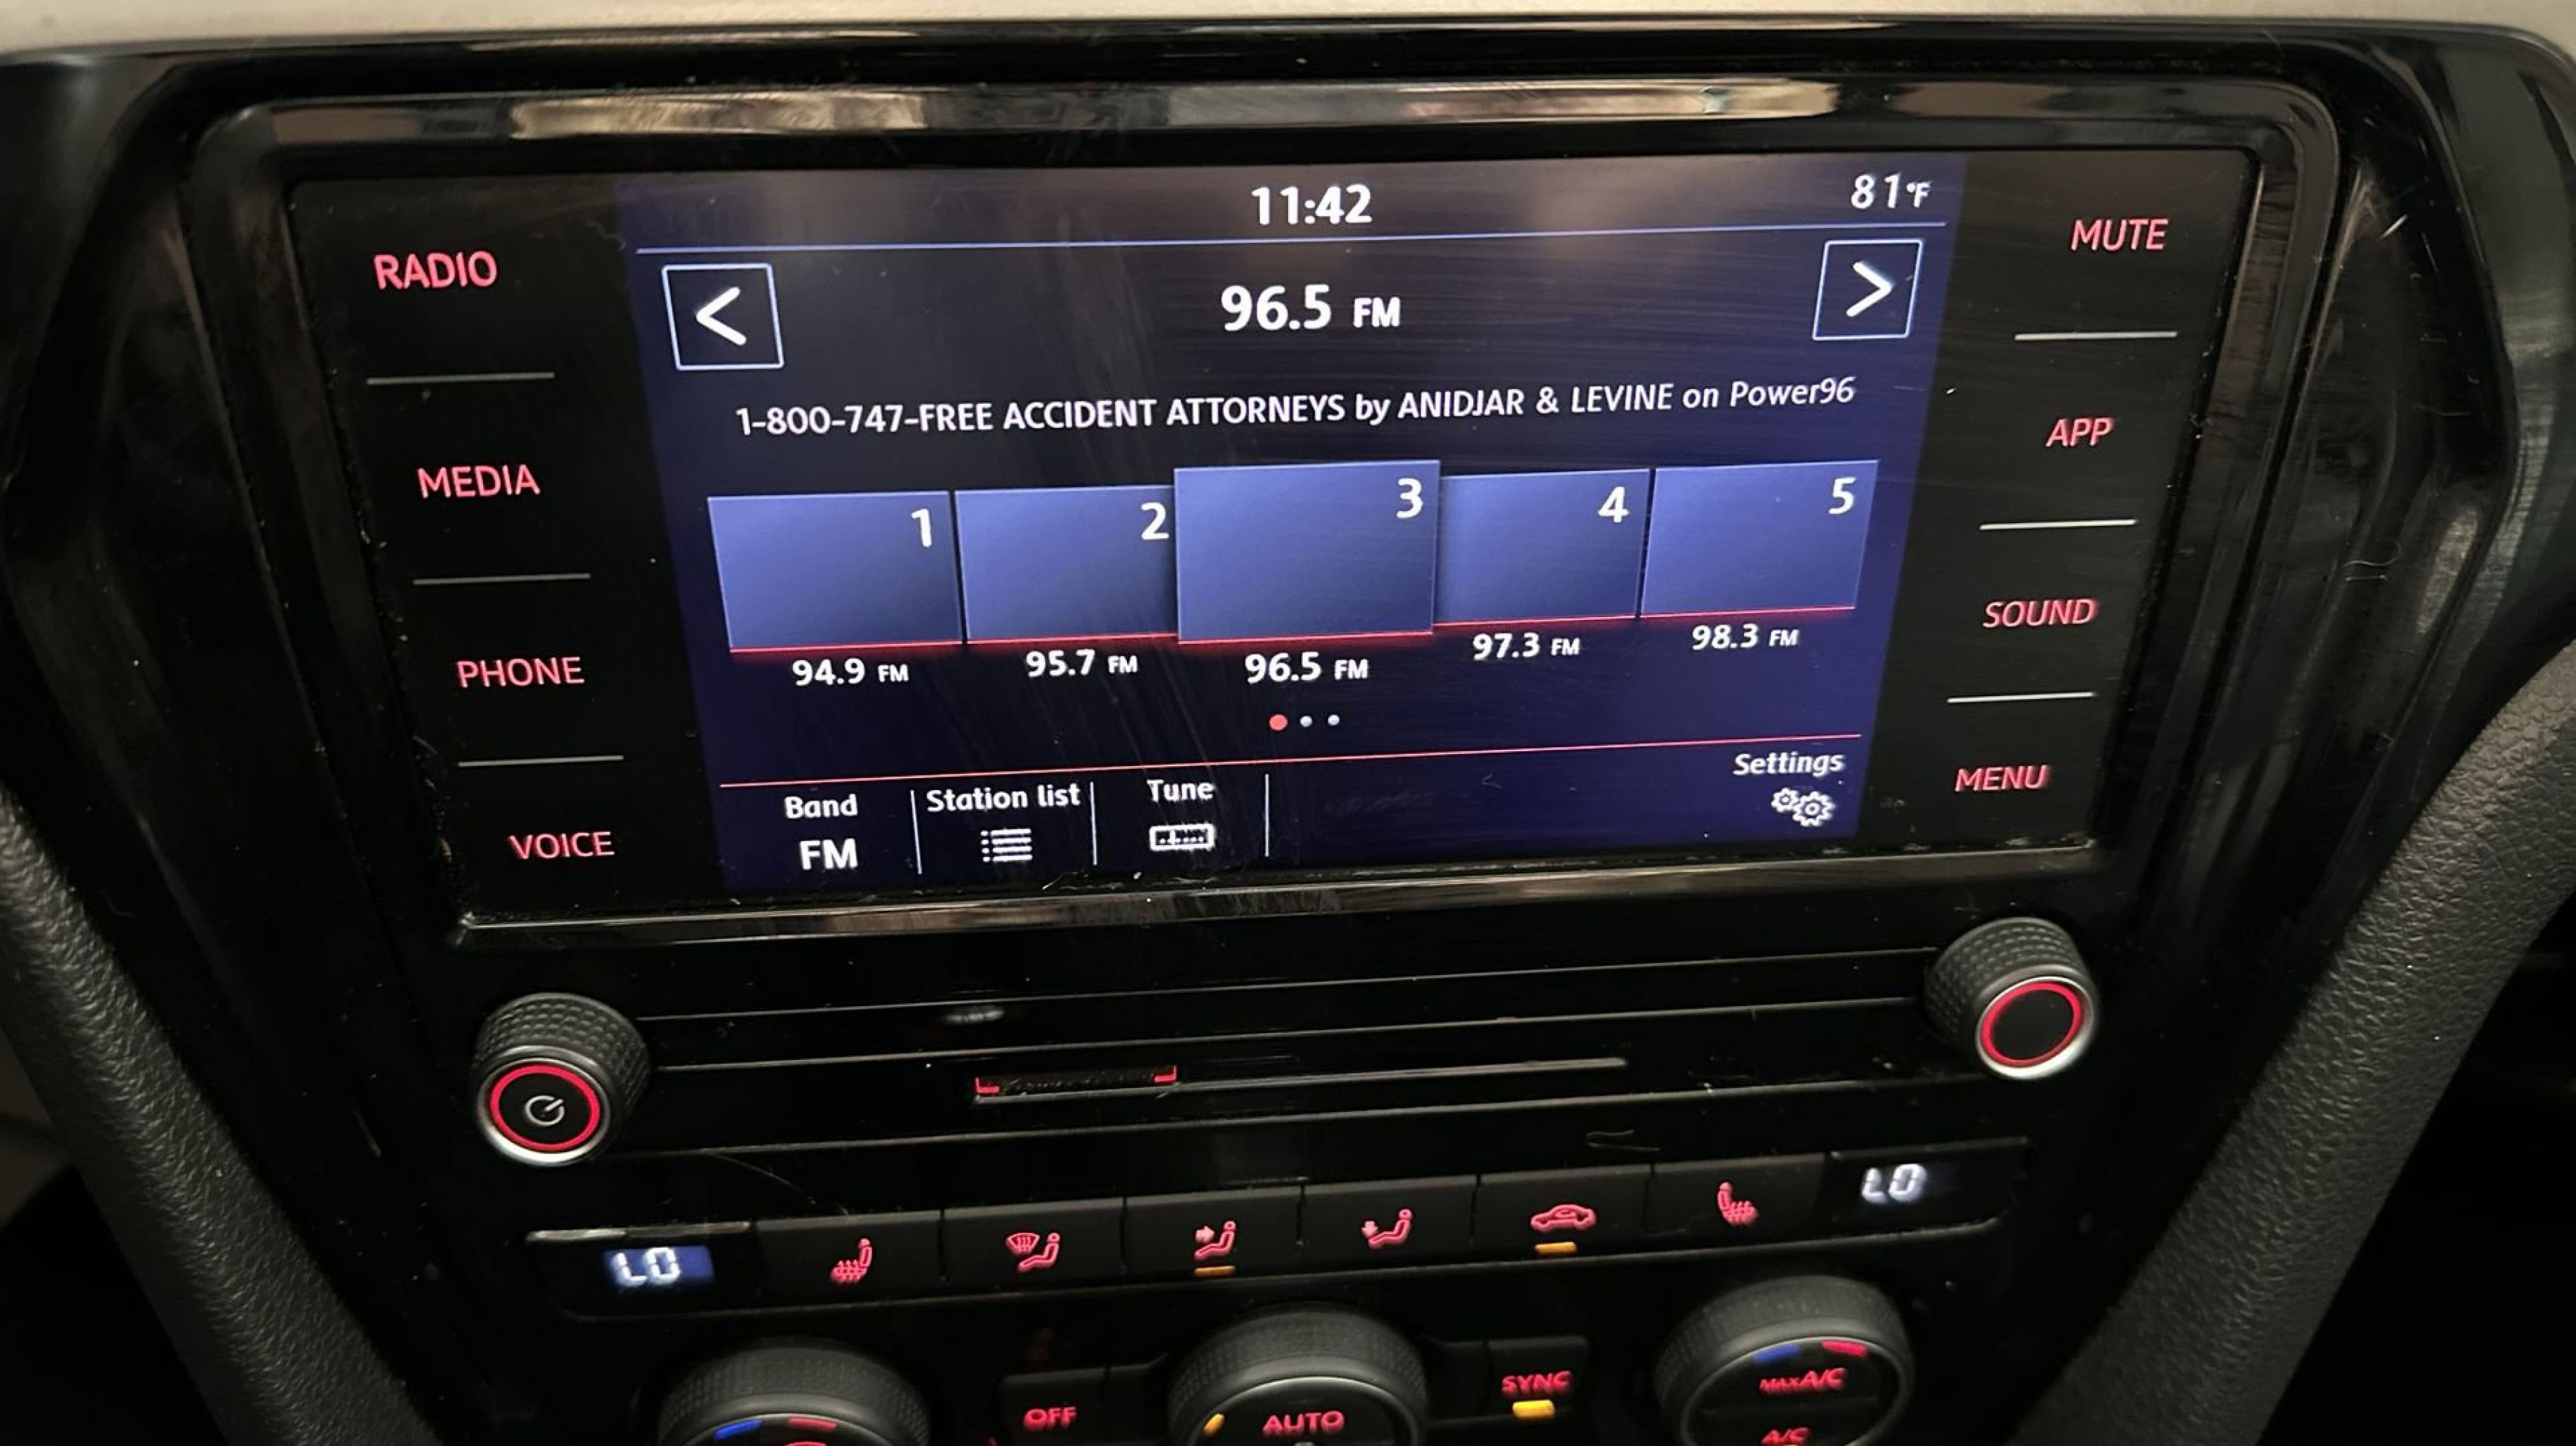 11:42
81°F
RADIO
MUTE
<
96.5 FM
>
1-800-747-FREE ACCIDENT ATTORNEYS by ANIDJAR & LEVINE on Power96
MEDIA
APP
1
2
3
4
5
94.9 FM
95.7 FM
96.5 FM
97.3 FM
98.3 FM
PHONE
SOUND
Settings
MENU
Band
Station list
Tune
FM
VOICE
LO
LO
OFF
AUTO
SYNC
MAX A/C
A/C